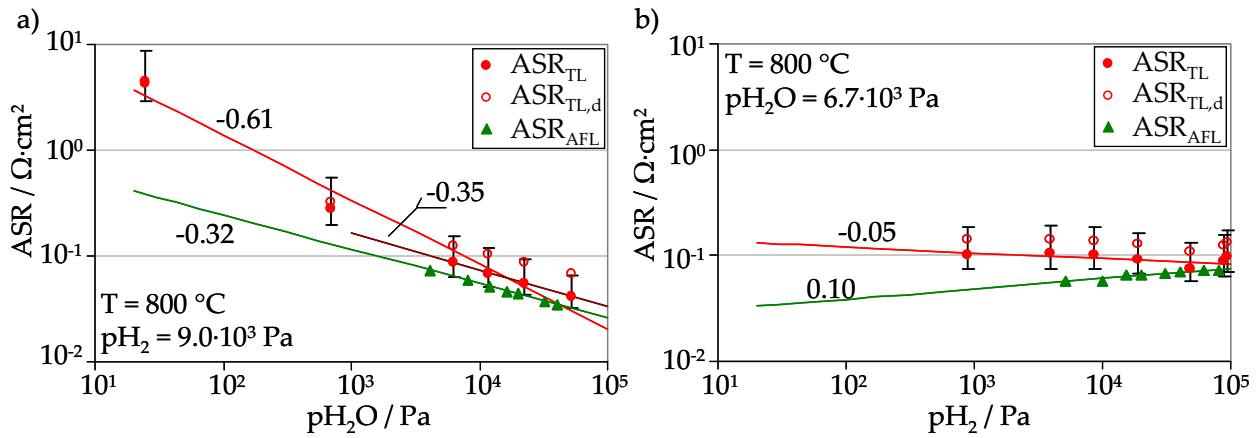 a)
ASR / Ω·cm²
10¹
10⁰
10⁻¹
10⁻²
ASR_TL
ASR_TL,d
ASR_AFL
-0.61
-0.35
-0.32
T = 800 °C
pH₂ = 9.0·10³ Pa
10¹
10²
10³
10⁴
10⁵
pH₂O / Pa
b)
ASR / Ω·cm²
10¹
10⁰
10⁻¹
10⁻²
T = 800 °C
pH₂O = 6.7·10³ Pa
ASR_TL
ASR_TL,d
ASR_AFL
-0.05
0.10
10¹
10²
10³
10⁴
10⁵
pH₂ / Pa